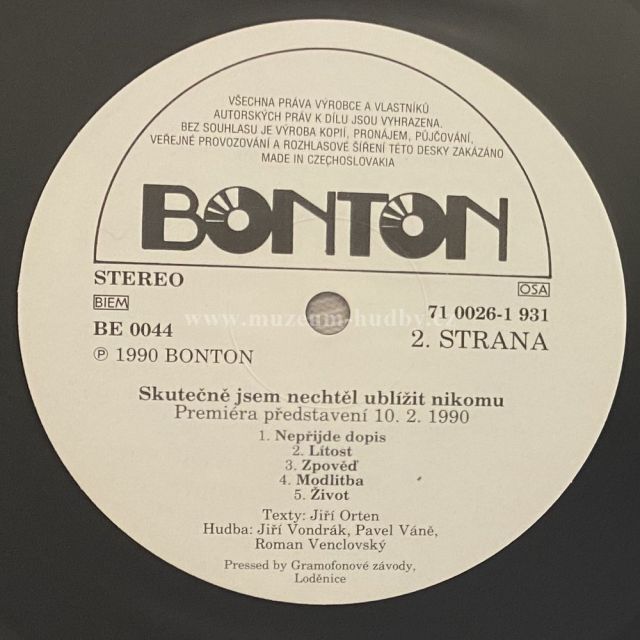 VŠECHNA PRÁVA VÝROBCE A VLASTNÍKŮ
AUTORSKÝCH PRÁV K DÍLU JSOU VYHRAZENA.
BEZ SOUHLASU JE VÝROBA KOPIÍ, PRONÁJEM, PŮJČOVÁNÍ,
VEŘEJNÉ PROVOZOVÁNÍ A ROZHLASOVÉ ŠÍŘENÍ TÉTO DESKY ZAKÁZÁNO
MADE IN CZECHOSLOVAKIA
BONTON
STEREO
BIEM
OSA
BE 0044
71 0026-1 931
www.muzeum-hudby.cz
℗ 1990 BONTON
2. STRANA
Skutečně jsem nechtěl ublížit nikomu
Premiéra představení 10. 2. 1990
1. Nepřijde dopis
2. Lítost
3. Zpověď
4. Modlitba
5. Život
Texty: Jiří Orten
Hudba: Jiří Vondrák, Pavel Váně,
Roman Venclovský
Pressed by Gramofonové závody,
Loděnice